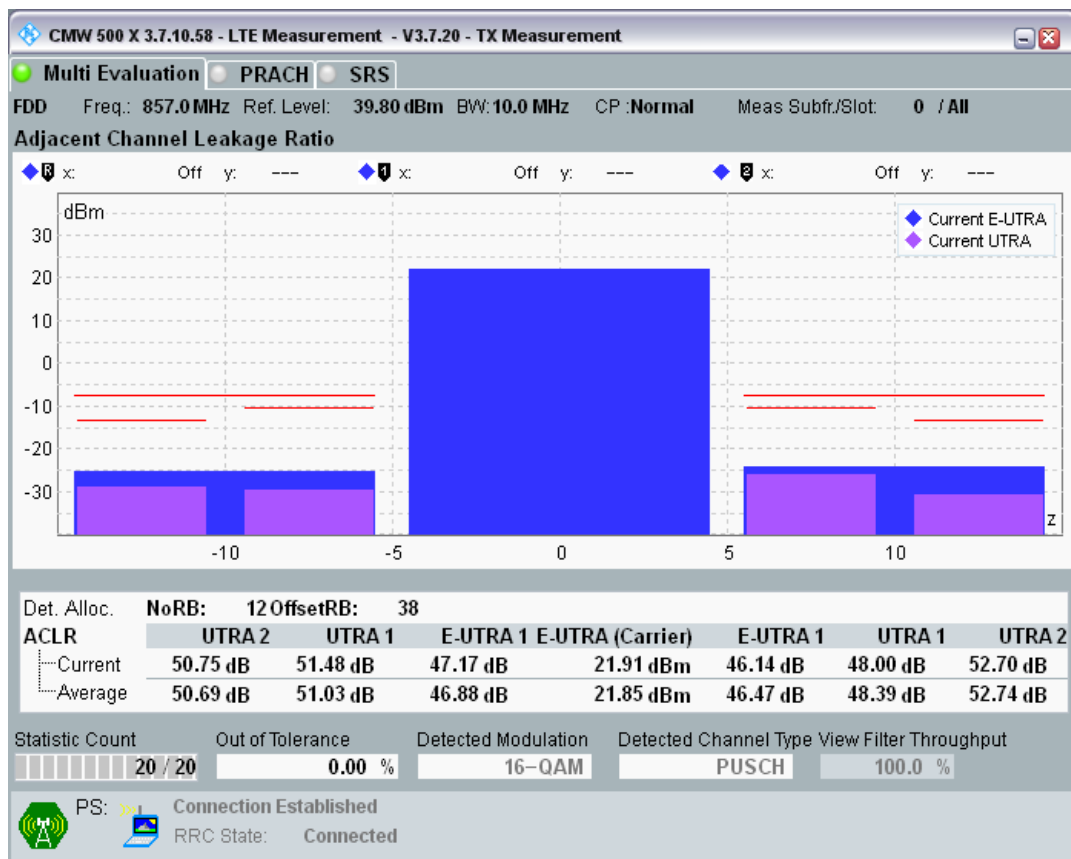 CMW 500 X 3.7.10.58 - LTE Measurement - V3.7.20 - TX Measurement
Multi Evaluation PRACH SRS
FDD Freq.: 857.0 MHz Ref. Level: 39.80 dBm BW: 10.0 MHz CP :Normal Meas Subfr./Slot: 0 / All
Adjacent Channel Leakage Ratio
R x: Off y: --- 1 x: Off y: --- 2 x: Off y: ---
dBm
Current E-UTRA
Current UTRA
30
20
10
0
-10
-20
-30
z
-10 -5 0 5 10
Det. Alloc. NoRB: 12 OffsetRB: 38
ACLR UTRA 2 UTRA 1 E-UTRA 1 E-UTRA (Carrier) E-UTRA 1 UTRA 1 UTRA 2
Current 50.75 dB 51.48 dB 47.17 dB 21.91 dBm 46.14 dB 48.00 dB 52.70 dB
Average 50.69 dB 51.03 dB 46.88 dB 21.85 dBm 46.47 dB 48.39 dB 52.74 dB
Statistic Count Out of Tolerance Detected Modulation Detected Channel Type View Filter Throughput
20 / 20 0.00 % 16-QAM PUSCH 100.0 %
PS: Connection Established
RRC State: Connected